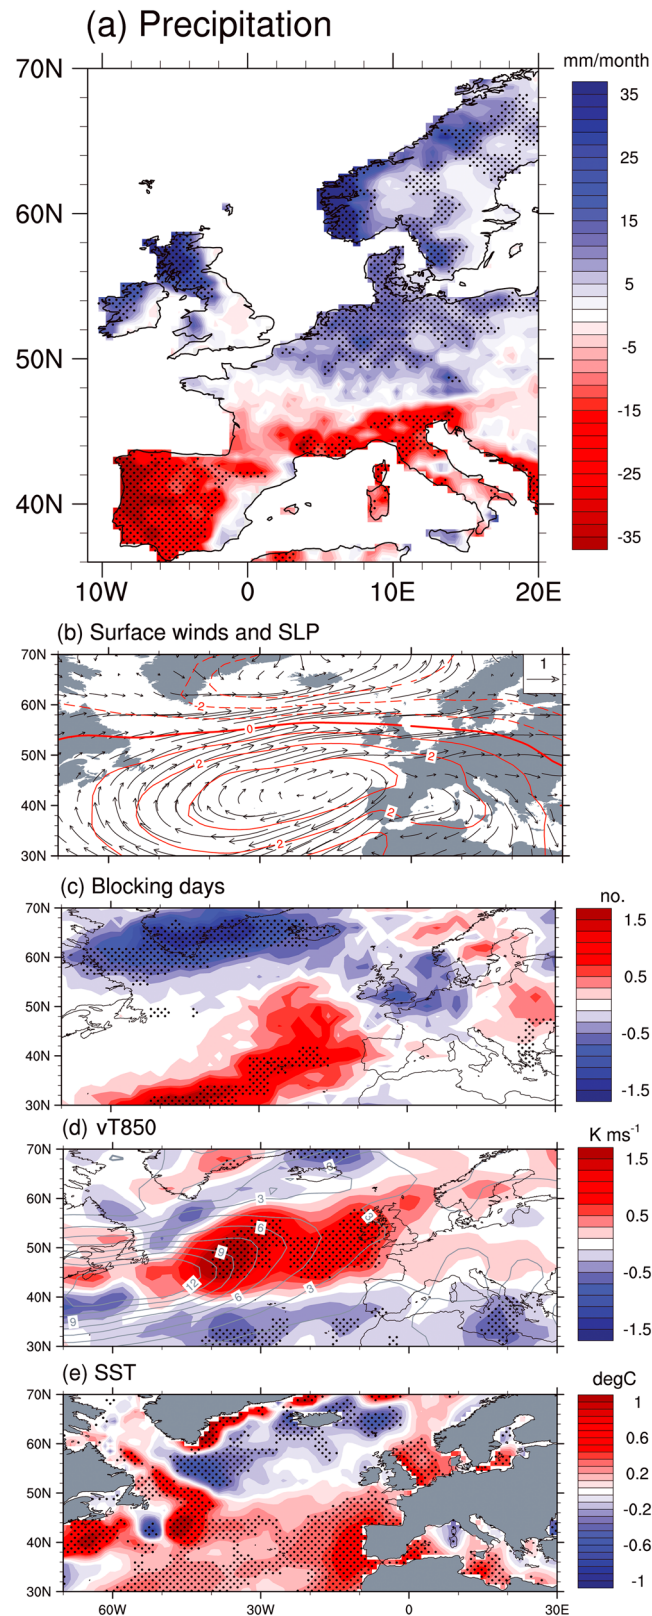 (a) Precipitation
mm/month
70N
60N
50N
40N
10W 0 10E 20E
35
25
15
5
-5
-15
-25
-35
(b) Surface winds and SLP
70N
60N
50N
40N
30N
1
-2
0
2
2
2
2
(c) Blocking days
no.
70N
60N
50N
40N
30N
1.5
0.5
-0.5
-1.5
(d) vT850
K ms-1
70N
60N
50N
40N
30N
3
3
6
9
12
6
3
9
1.5
0.5
-0.5
-1.5
(e) SST
degC
70N
60N
50N
40N
30N
60W 30W 0 30E
1
0.6
0.2
-0.2
-0.6
-1